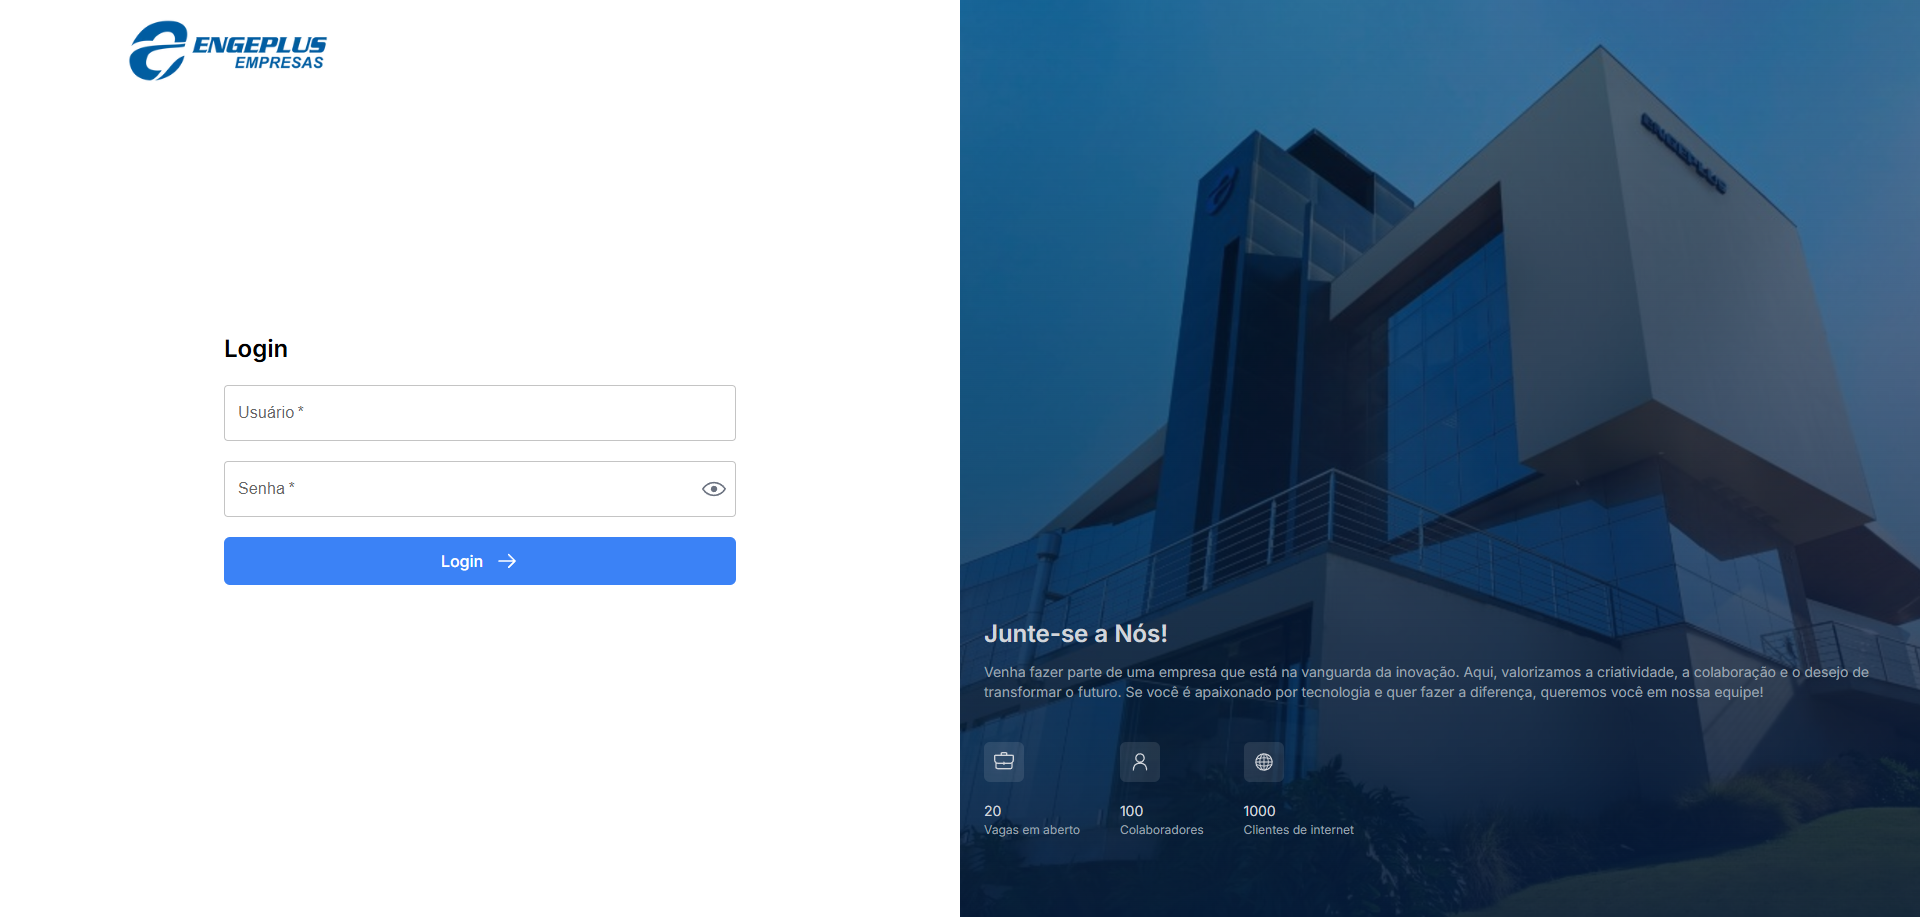 ENGEPLUS
EMPRESAS
Login
Usuário *
Senha *
Login
ENGEPLUS
Junte-se a Nós!
Venha fazer parte de uma empresa que está na vanguarda da inovação. Aqui, valorizamos a criatividade, a colaboração e o desejo de
transformar o futuro. Se você é apaixonado por tecnologia e quer fazer a diferença, queremos você em nossa equipe!
20
Vagas em aberto
100
Colaboradores
1000
Clientes de internet